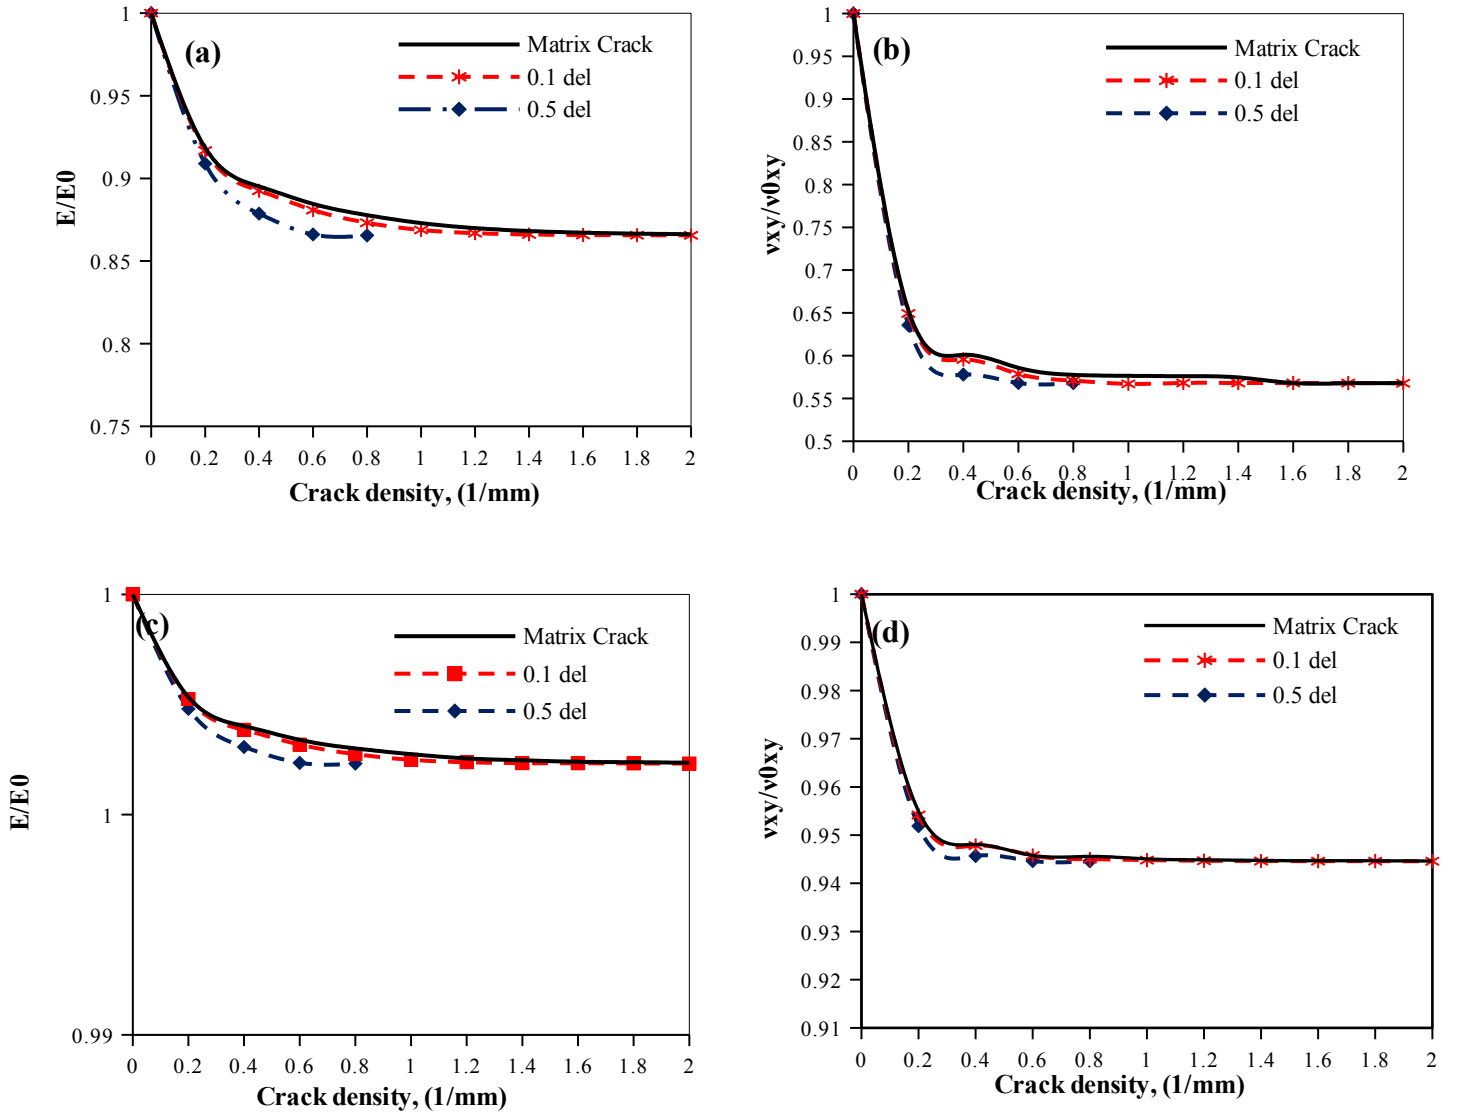 (a)
Matrix Crack
0.1 del
0.5 del
1
0.95
0.9
0.85
0.8
0.75
E/E0
0 0.2 0.4 0.6 0.8 1 1.2 1.4 1.6 1.8 2
Crack density, (1/mm)
(b)
Matrix Crack
0.1 del
0.5 del
1
0.95
0.9
0.85
0.8
0.75
0.7
0.65
0.6
0.55
0.5
νxy/ν0xy
0 0.2 0.4 0.6 0.8 1 1.2 1.4 1.6 1.8 2
Crack density, (1/mm)
(c)
Matrix Crack
0.1 del
0.5 del
1
1
0.99
E/E0
0 0.2 0.4 0.6 0.8 1 1.2 1.4 1.6 1.8 2
Crack density, (1/mm)
(d)
Matrix Crack
0.1 del
0.5 del
1
0.99
0.98
0.97
0.96
0.95
0.94
0.93
0.92
0.91
νxy/ν0xy
0 0.2 0.4 0.6 0.8 1 1.2 1.4 1.6 1.8 2
Crack density, (1/mm)